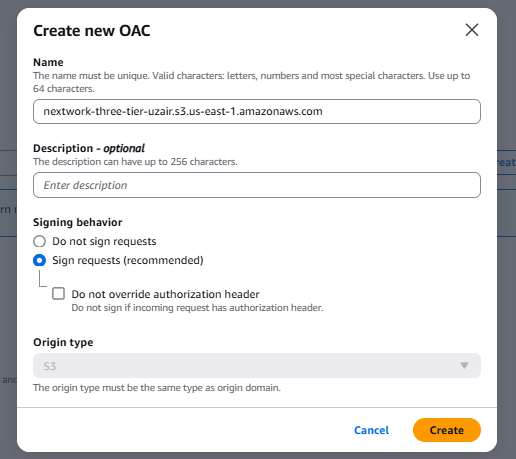 Create new OAC
Name
The name must be unique. Valid characters: letters, numbers and most special characters. Use up to
64 characters.
nextwork-three-tier-uzair.s3.us-east-1.amazonaws.com
Description - optional
The description can have up to 256 characters.
Enter description
Signing behavior
Do not sign requests
Sign requests (recommended)
Do not override authorization header
Do not sign if incoming request has authorization header.
Origin type
S3
The origin type must be the same type as origin domain.
Cancel
Create